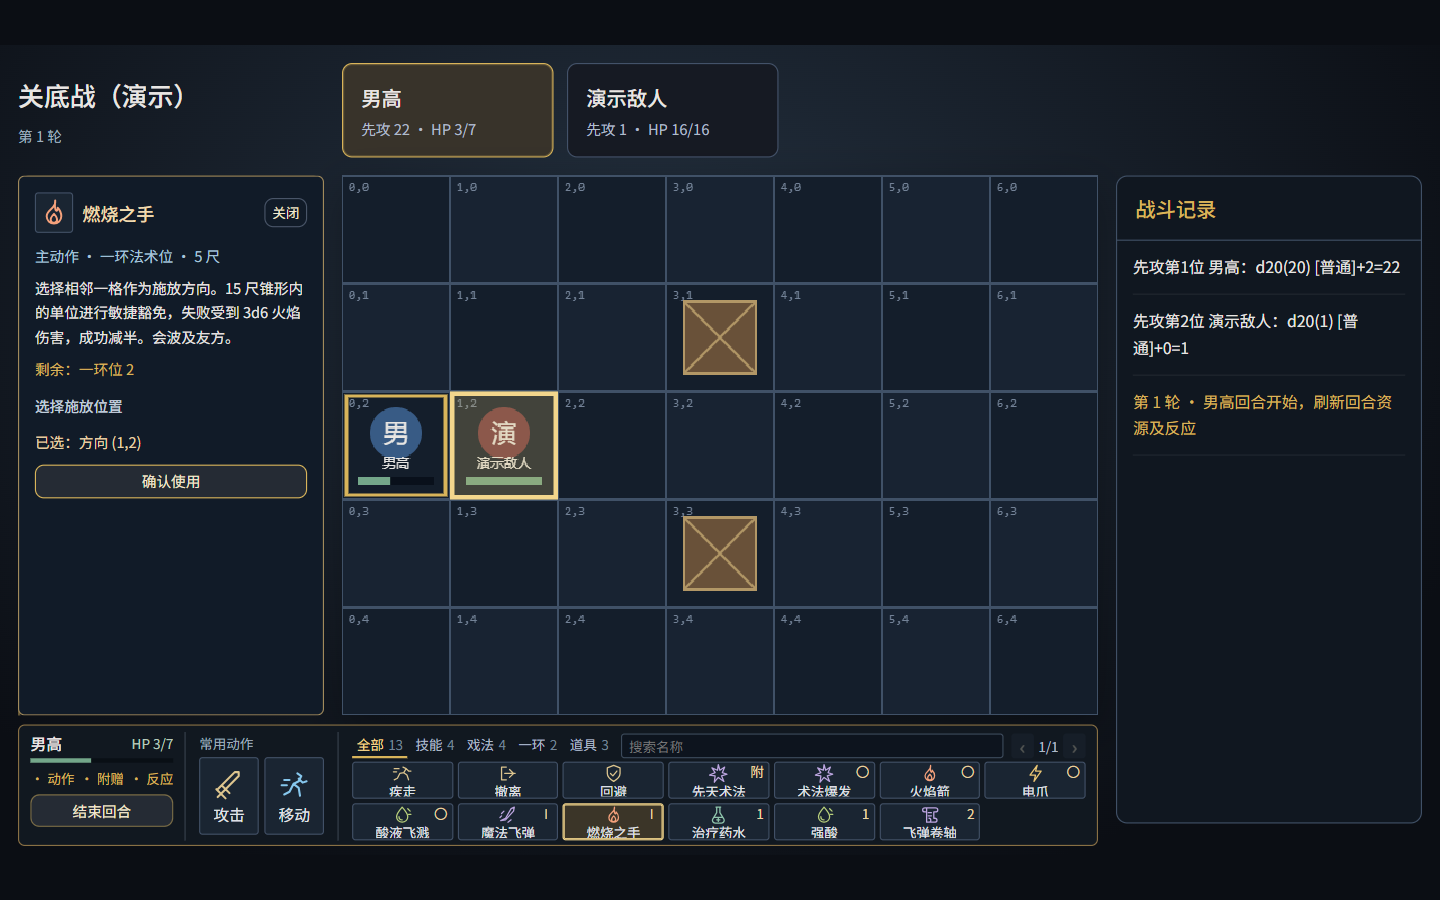 关底战（演示）
第 1 轮
男高
先攻 22 · HP 3/7
演示敌人
先攻 1 · HP 16/16
燃烧之手
关闭
主动作 · 一环法术位 · 5 尺
选择相邻一格作为施放方向。15 尺锥形内
的单位进行敏捷豁免，失败受到 3d6 火焰
伤害，成功减半。会波及友方。
剩余：一环位 2
选择施放位置
已选：方向 (1,2)
确认使用
0,0 1,0 2,0 3,0 4,0 5,0 6,0
0,1 1,1 2,1 3,1 4,1 5,1 6,1
0,2 1,2 2,2 3,2 4,2 5,2 6,2
男 演
男高 演示敌人
0,3 1,3 2,3 3,3 4,3 5,3 6,3
0,4 1,4 2,4 3,4 4,4 5,4 6,4
战斗记录
先攻第1位 男高：d20(20) [普通]+2=22
先攻第2位 演示敌人：d20(1) [普
通]+0=1
第 1 轮 · 男高回合开始，刷新回合资
源及反应
男高 HP 3/7
· 动作 · 附赠 · 反应
结束回合
常用动作
攻击 移动
全部 13 技能 4 戏法 4 一环 2 道具 3 搜索名称 ‹ 1/1 ›
疾走 撤离 回避 先天术法 附 术法爆发 火焰箭 电爪
酸液飞溅 魔法飞弹 I 燃烧之手 I 治疗药水 1 强酸 1 飞弹卷轴 2